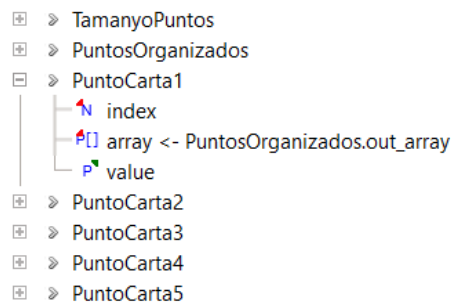 TamanyoPuntos
PuntosOrganizados
PuntoCarta1
N index
P[] array <- PuntosOrganizados.out_array
P value
PuntoCarta2
PuntoCarta3
PuntoCarta4
PuntoCarta5